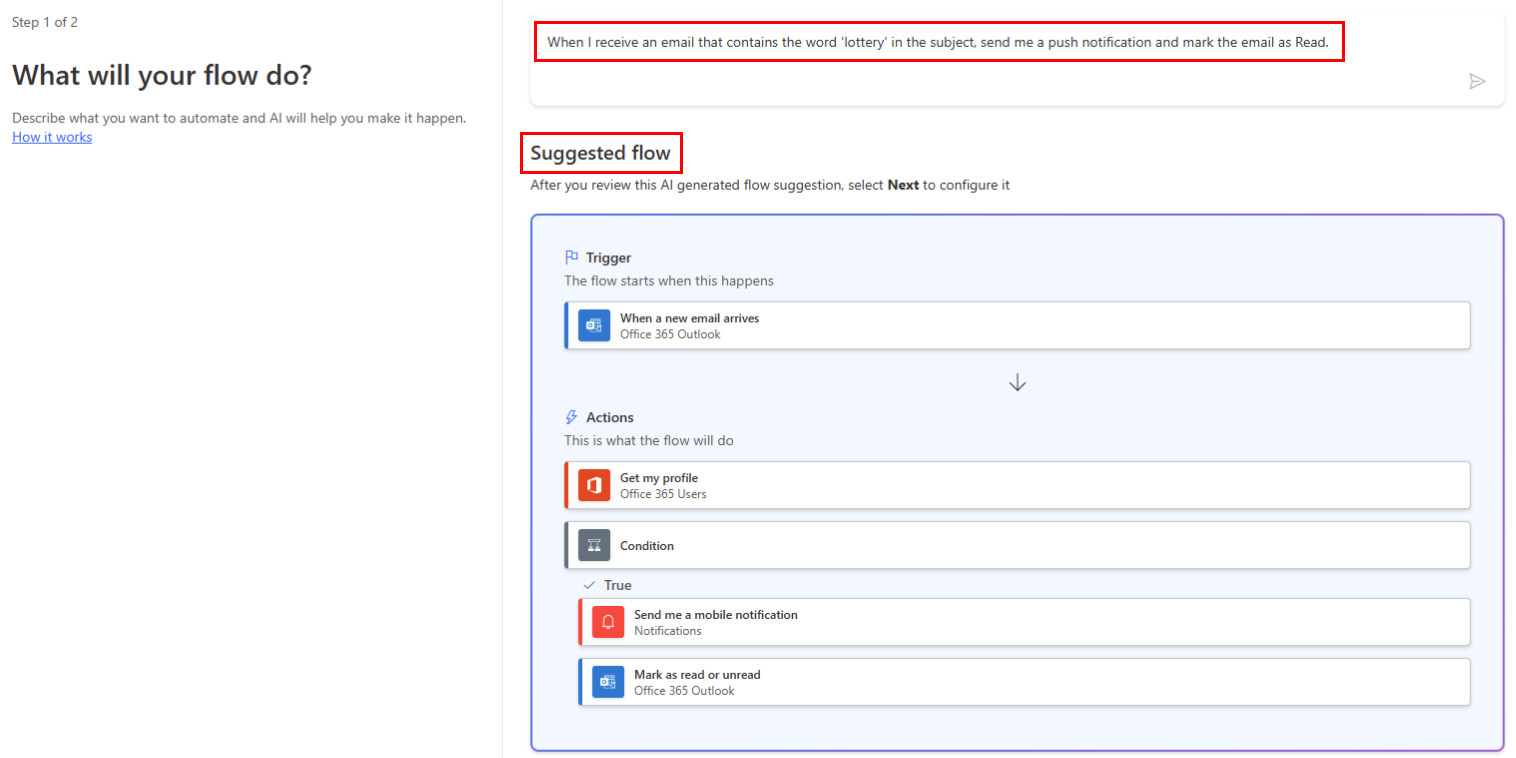 Step 1 of 2
What will your flow do?
Describe what you want to automate and AI will help you make it happen.
How it works
When I receive an email that contains the word 'lottery' in the subject, send me a push notification and mark the email as Read.
Suggested flow
After you review this AI generated flow suggestion, select Next to configure it
Trigger
The flow starts when this happens
When a new email arrives
Office 365 Outlook
Actions
This is what the flow will do
Get my profile
Office 365 Users
Condition
True
Send me a mobile notification
Notifications
Mark as read or unread
Office 365 Outlook